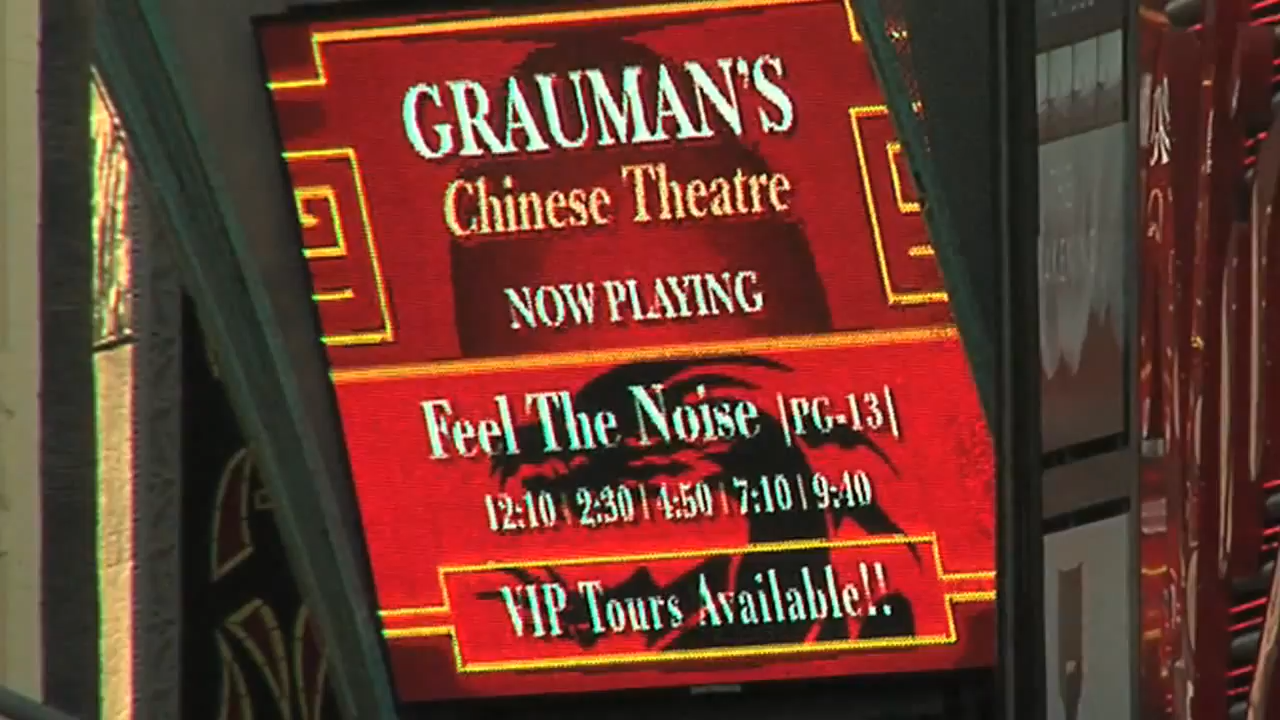 GRAUMAN'S
Chinese Theatre
NOW PLAYING
Feel The Noise |PG-13|
12:10 | 2:30 | 4:50 | 7:10 | 9:40
VIP Tours Available!!